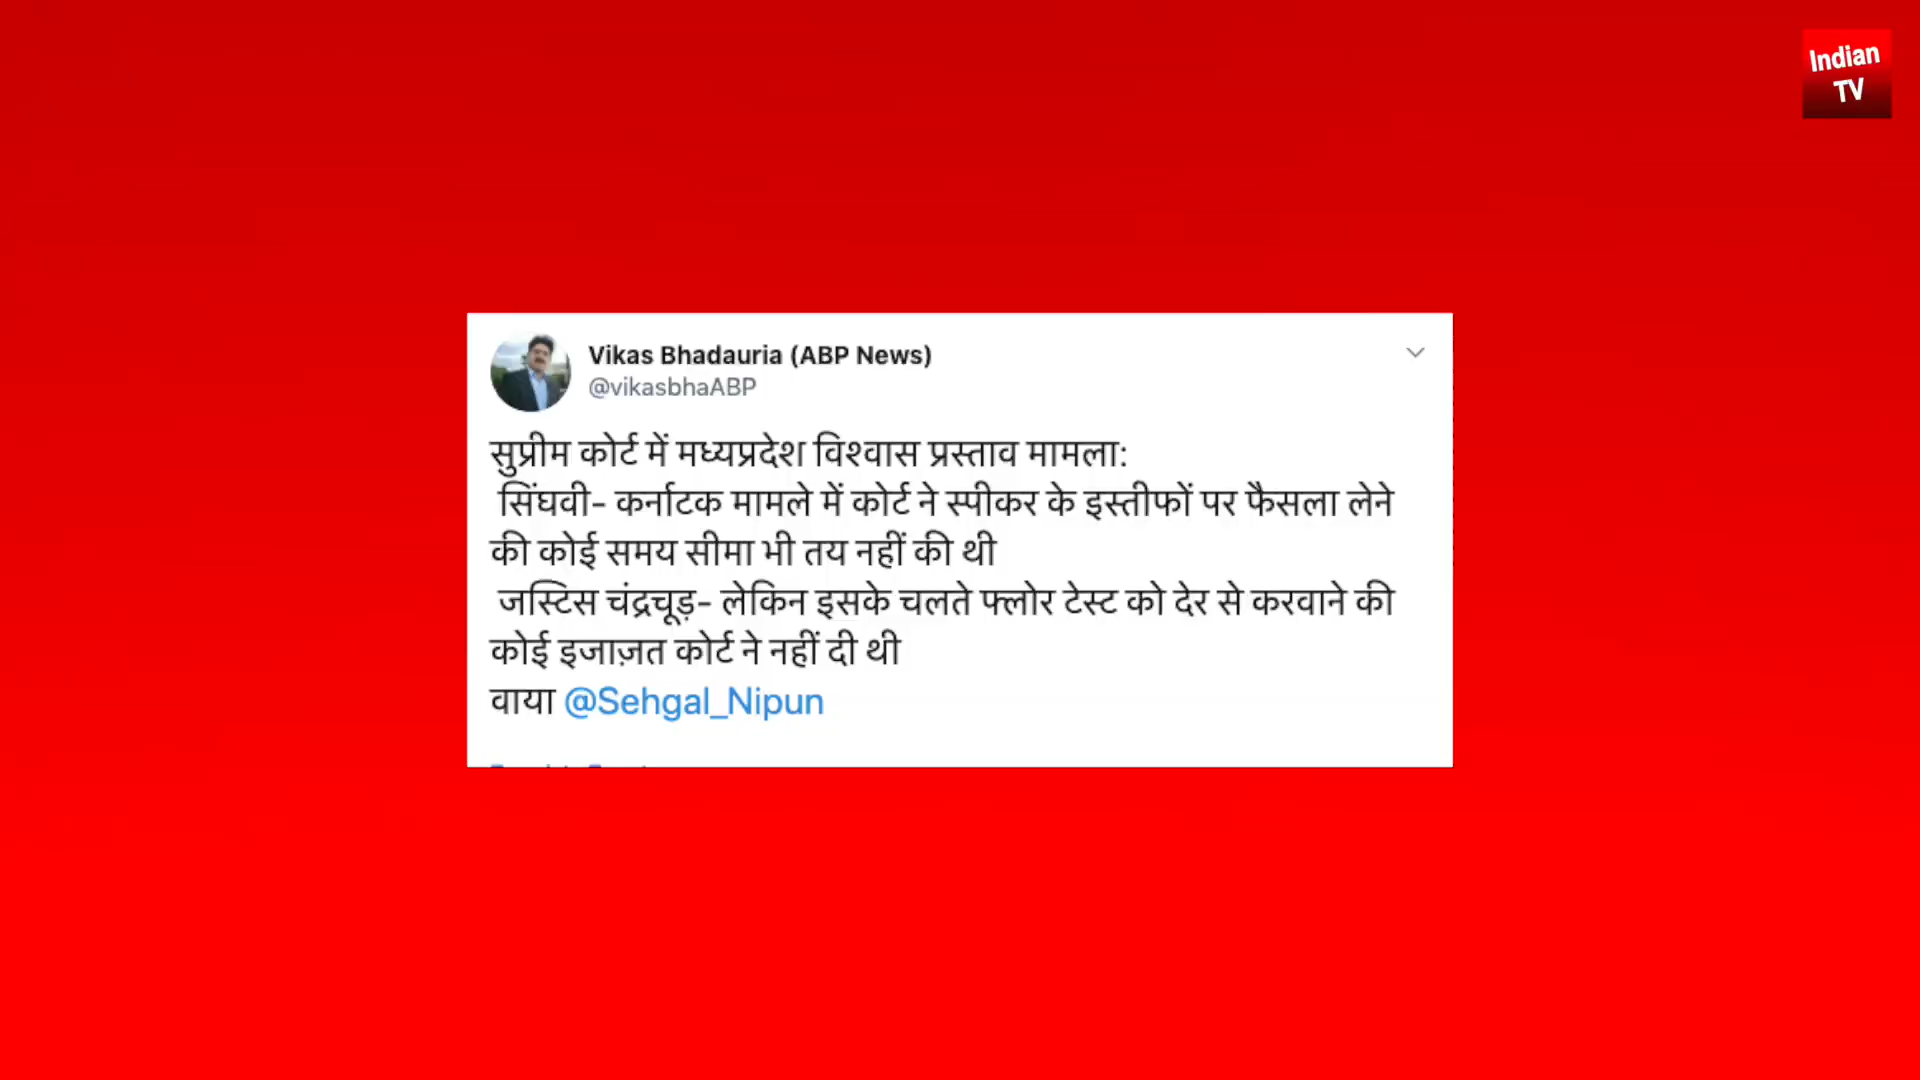 Indian
TV
Vikas Bhadauria (ABP News)
@vikasbhaABP
सुप्रीम कोर्ट में मध्यप्रदेश विश्वास प्रस्ताव मामला:
सिंघवी- कर्नाटक मामले में कोर्ट ने स्पीकर के इस्तीफों पर फैसला लेने
की कोई समय सीमा भी तय नहीं की थी
जस्टिस चंद्रचूड़- लेकिन इसके चलते फ्लोर टेस्ट को देर से करवाने की
कोई इजाज़त कोर्ट ने नहीं दी थी
वाया @Sehgal_Nipun